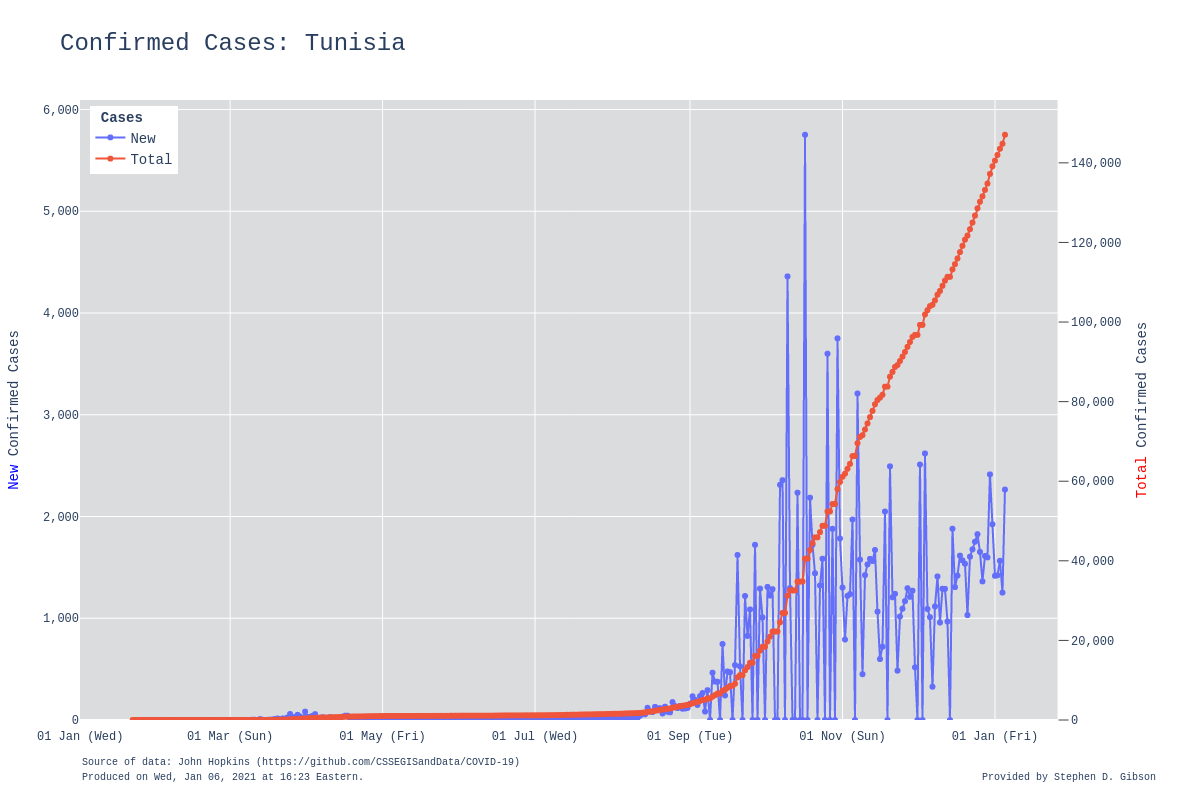 Confirmed Cases: Tunisia
Cases
New
Total
6,000
5,000
4,000
3,000
2,000
1,000
0
New Confirmed Cases
140,000
120,000
100,000
80,000
60,000
40,000
20,000
0
Total Confirmed Cases
01 Jan (Wed) 01 Mar (Sun) 01 May (Fri) 01 Jul (Wed) 01 Sep (Tue) 01 Nov (Sun) 01 Jan (Fri)
Source of data: John Hopkins (https://github.com/CSSEGISandData/COVID-19)
Produced on Wed, Jan 06, 2021 at 16:23 Eastern.
Provided by Stephen D. Gibson